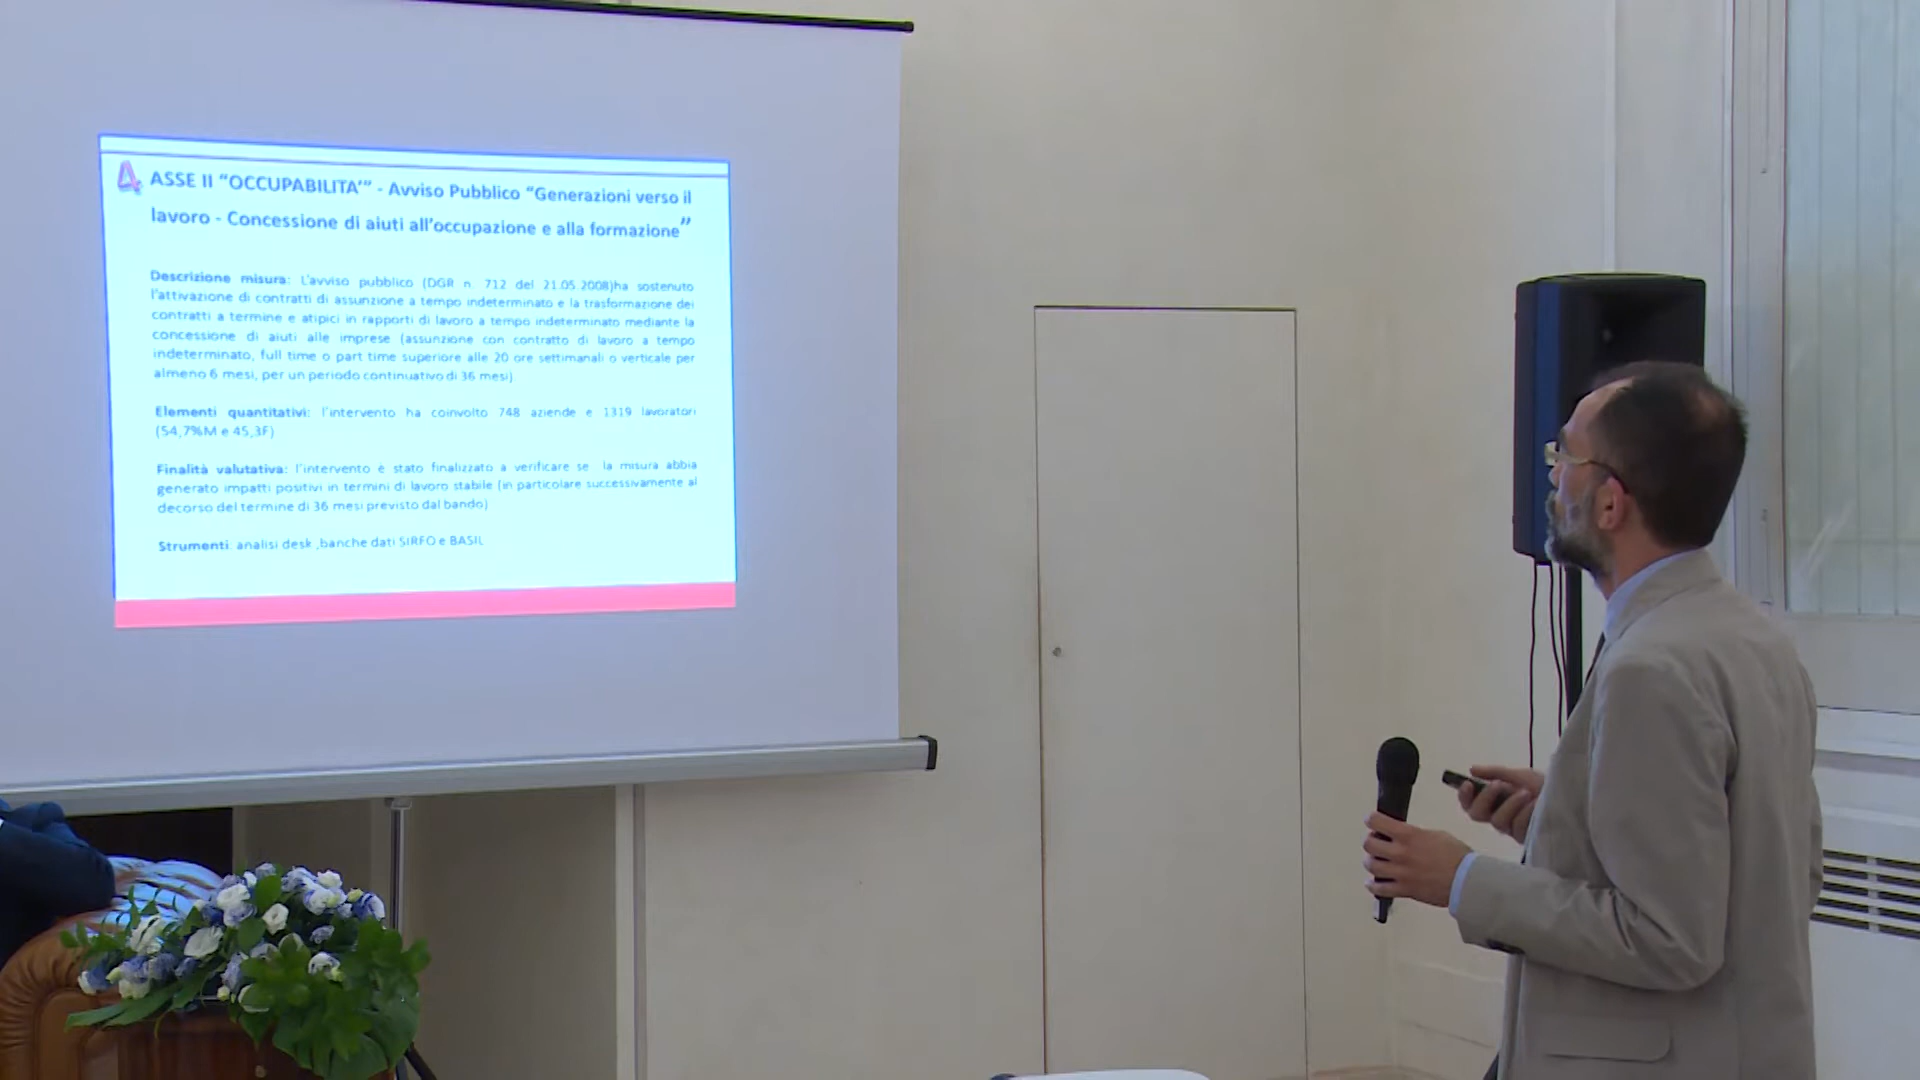 4
ASSE II “OCCUPABILITA’” - Avviso Pubblico “Generazioni verso il
lavoro - Concessione di aiuti all’occupazione e alla formazione”
Descrizione misura: L’avviso pubblico (DGR n. 712 del 21.05.2008)ha sostenuto
l’attivazione di contratti di assunzione a tempo indeterminato e la trasformazione dei
contratti a termine e atipici in rapporti di lavoro a tempo indeterminato mediante la
concessione di aiuti alle imprese (assunzione con contratto di lavoro a tempo
indeterminato, full time o part time superiore alle 20 ore settimanali o verticale per
almeno 6 mesi, per un periodo continuativo di 36 mesi)
Elementi quantitativi: l’intervento ha coinvolto 748 aziende e 1319 lavoratori
(54,7%M e 45,3F)
Finalità valutativa: l’intervento è stato finalizzato a verificare se la misura abbia
generato impatti positivi in termini di lavoro stabile (in particolare successivamente al
decorso del termine di 36 mesi previsto dal bando)
Strumenti: analisi desk ,banche dati SIRFO e BASIL